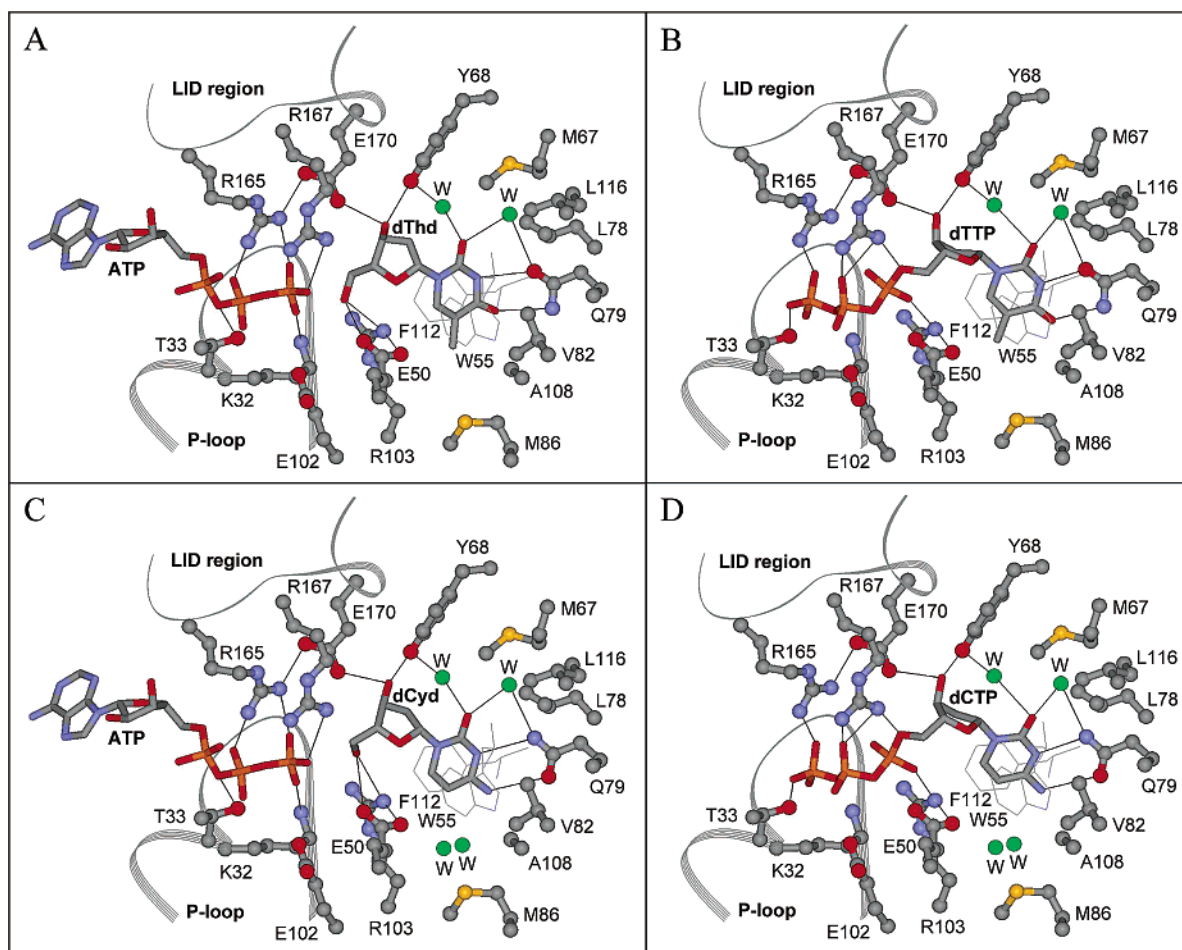 A
LID region
Y68
R167
E170
M67
R165
W
W
L116
L78
dThd
ATP
Q79
T33
F112
V82
W55
K32
E50
A108
P-loop
M86
E102
R103
B
LID region
Y68
R167
E170
M67
R165
W
W
L116
L78
dTTP
Q79
T33
F112
V82
W55
K32
E50
A108
P-loop
M86
E102
R103
C
LID region
Y68
R167
E170
M67
R165
W
W
L116
L78
dCyd
ATP
Q79
T33
F112
W55
V82
K32
E50
A108
W
W
P-loop
M86
E102
R103
D
LID region
Y68
R167
E170
M67
R165
W
W
L116
L78
dCTP
Q79
T33
F112
W55
V82
K32
E50
W
W
A108
P-loop
M86
E102
R103